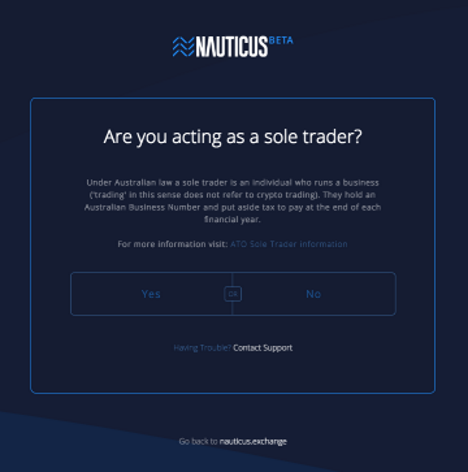 NAUTICUS BETA
Are you acting as a sole trader?
Under Australian law a sole trader is an individual who runs a business
('trading' in this sense does not refer to crypto trading). They hold an
Australian Business Number and put aside tax to pay at the end of each
financial year.
For more information visit: ATO Sole Trader Information
Yes OR No
Having Trouble? Contact Support
Go back to nauticus.exchange